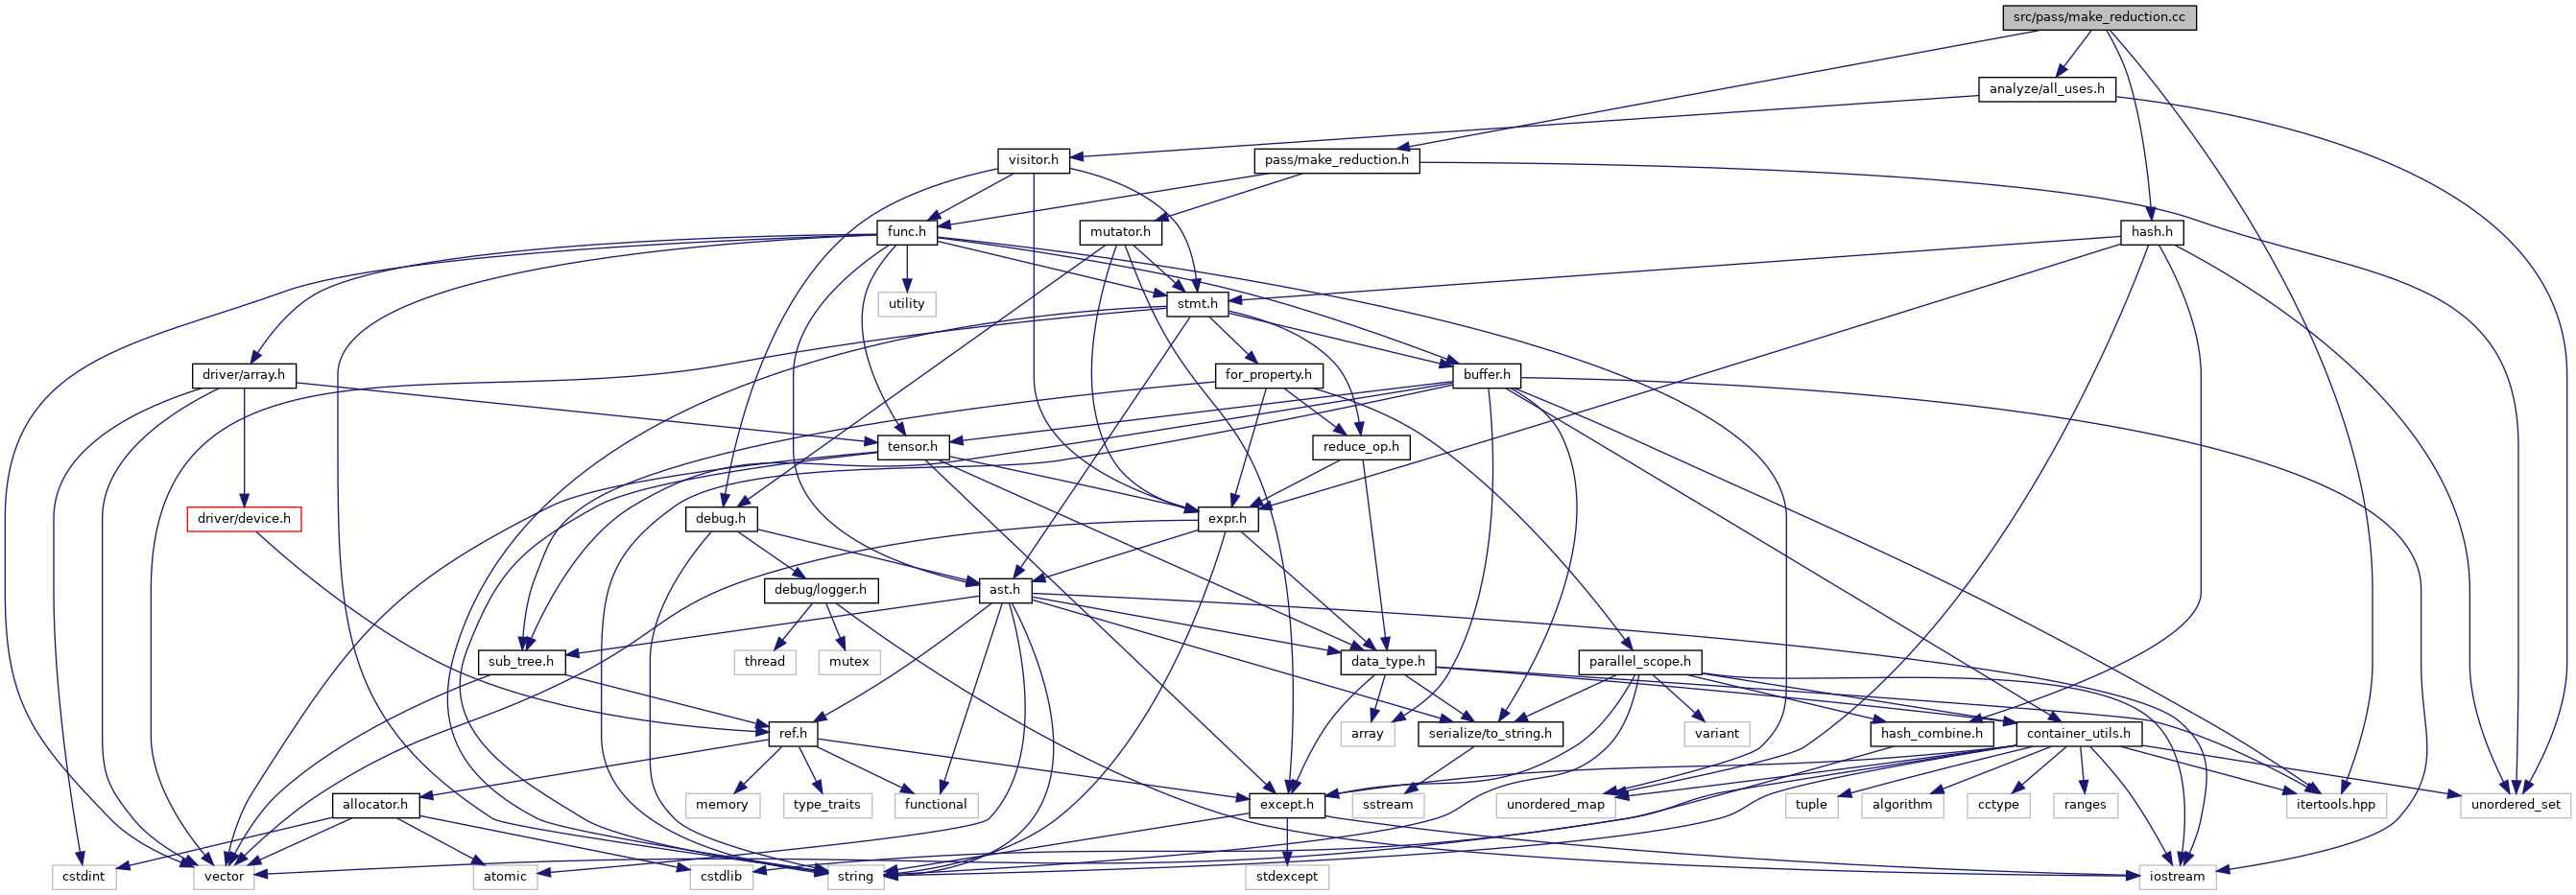 src/pass/make_reduction.cc
analyze/all_uses.h
visitor.h
pass/make_reduction.h
func.h
mutator.h
hash.h
utility
stmt.h
driver/array.h
for_property.h
buffer.h
tensor.h
reduce_op.h
driver/device.h
debug.h
expr.h
debug/logger.h
ast.h
sub_tree.h
thread
mutex
data_type.h
parallel_scope.h
ref.h
array
serialize/to_string.h
variant
hash_combine.h
container_utils.h
allocator.h
memory
type_traits
functional
except.h
sstream
unordered_map
tuple
algorithm
cctype
ranges
itertools.hpp
unordered_set
cstdint
vector
atomic
cstdlib
string
stdexcept
iostream